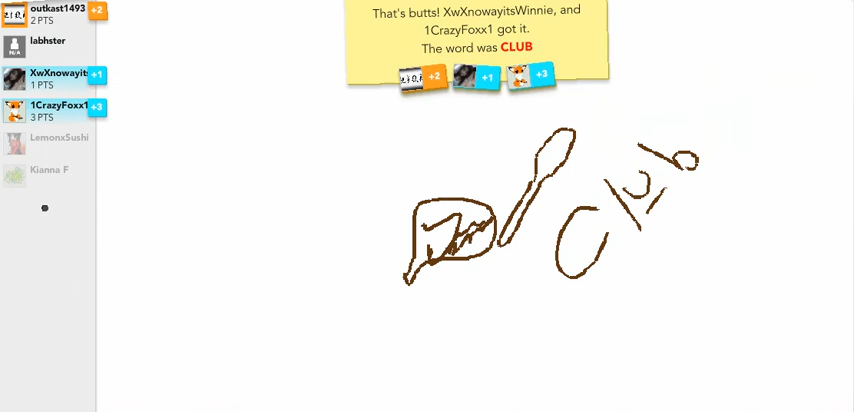 outkast1493
2 PTS
+2
N/A
labhster
XwXnowayits
1 PTS
+1
1CrazyFoxx1
3 PTS
+3
LemonxSushi
Kianna F
That's butts! XwXnowayitsWinnie, and
1CrazyFoxx1 got it.
The word was CLUB
+2
+1
+3
Club